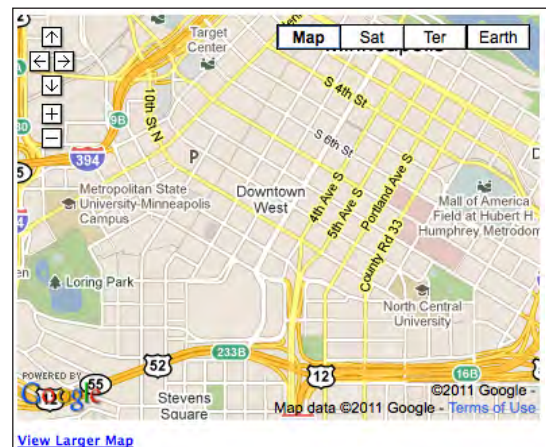 Map Sat Ter Earth
Target
Center
10th St N
S 4th St
S 6th St
9B
394
P
Metropolitan State
University-Minneapolis
Campus
Downtown
West
4th Ave S
5th Ave S
Portland Ave S
County Rd 33
Mall of America
Field at Hubert H
Humphrey Metrodom
Loring Park
North Central
University
233B
52
55
12
16B
Stevens
Square
POWERED BY
Google
©2011 Google -
Map data ©2011 Google - Terms of Use
View Larger Map